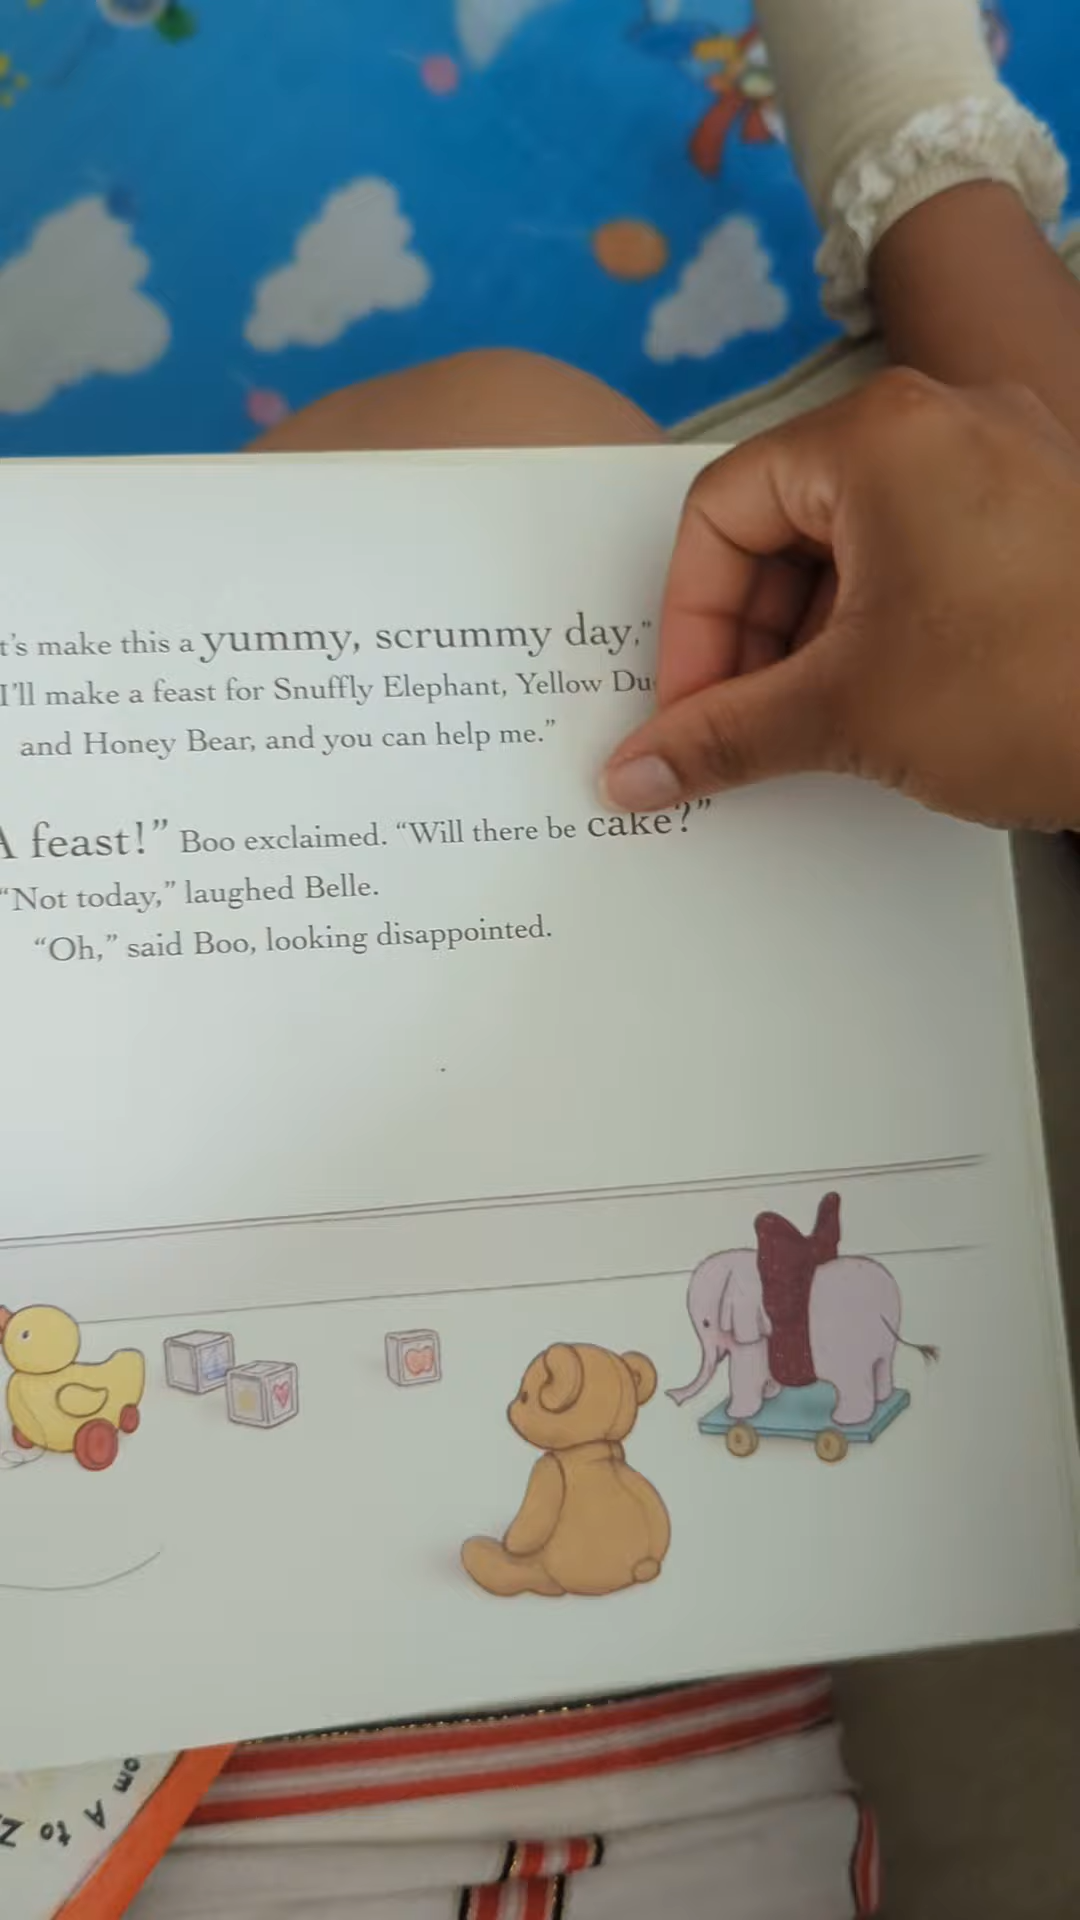 t's make this a yummy, scrummy day,"
I'll make a feast for Snuffly Elephant, Yellow Du
and Honey Bear, and you can help me."
A feast!" Boo exclaimed. "Will there be cake?"
"Not today," laughed Belle.
"Oh," said Boo, looking disappointed.
om A to Z